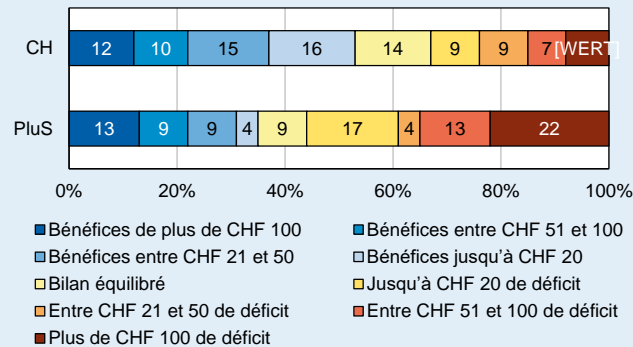 CH 12 10 15 16 14 9 9 7 [WERT]
PluS 13 9 9 4 9 17 4 13 22
0% 20% 40% 60% 80% 100%
Bénéfices de plus de CHF 100 Bénéfices entre CHF 51 et 100
Bénéfices entre CHF 21 et 50 Bénéfices jusqu'à CHF 20
Bilan équilibré Jusqu'à CHF 20 de déficit
Entre CHF 21 et 50 de déficit Entre CHF 51 et 100 de déficit
Plus de CHF 100 de déficit